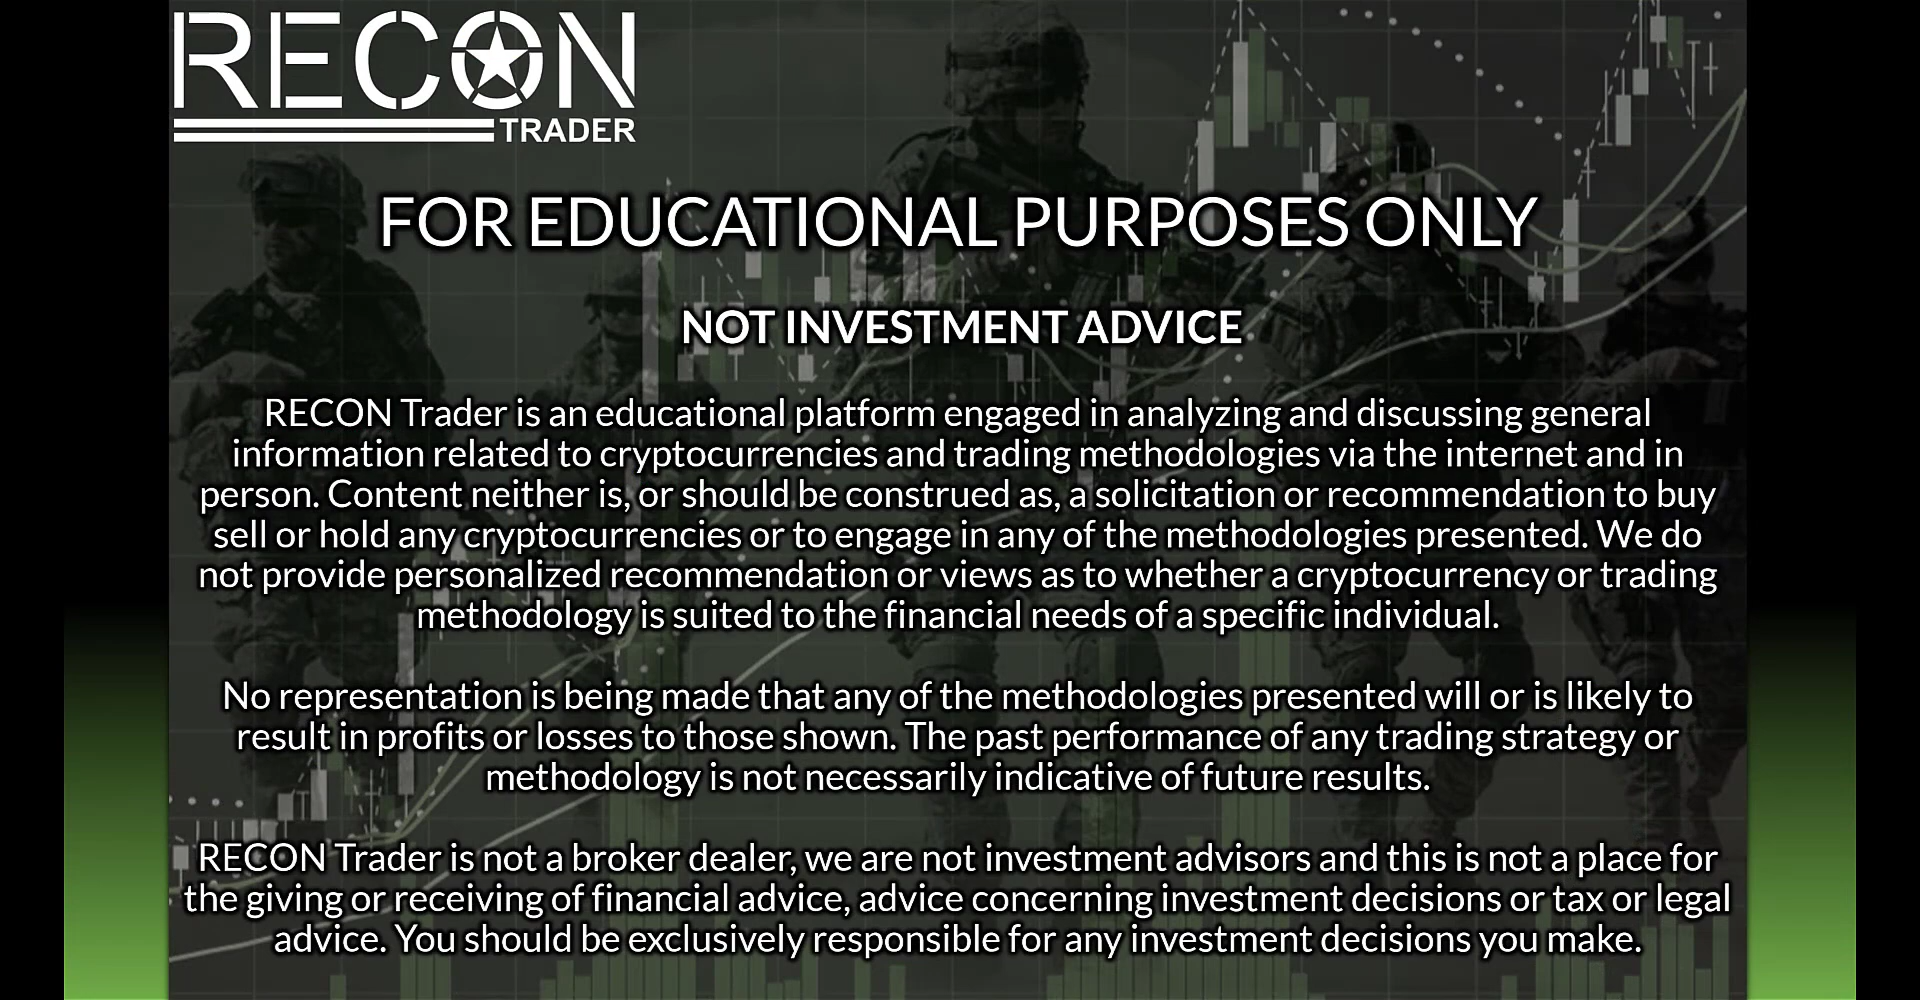 RECON
TRADER
FOR EDUCATIONAL PURPOSES ONLY
NOT INVESTMENT ADVICE
RECON Trader is an educational platform engaged in analyzing and discussing general
information related to cryptocurrencies and trading methodologies via the internet and in
person. Content neither is, or should be construed as, a solicitation or recommendation to buy
sell or hold any cryptocurrencies or to engage in any of the methodologies presented. We do
not provide personalized recommendation or views as to whether a cryptocurrency or trading
methodology is suited to the financial needs of a specific individual.
No representation is being made that any of the methodologies presented will or is likely to
result in profits or losses to those shown. The past performance of any trading strategy or
methodology is not necessarily indicative of future results.
RECON Trader is not a broker dealer, we are not investment advisors and this is not a place for
the giving or receiving of financial advice, advice concerning investment decisions or tax or legal
advice. You should be exclusively responsible for any investment decisions you make.